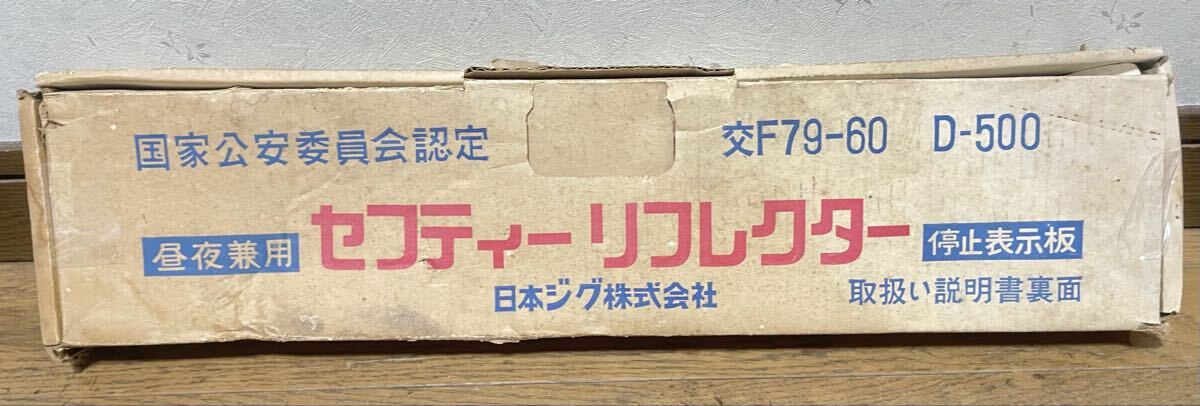 国家公安委員会認定 交F79-60 D-500
昼夜兼用 セフティーリフレクター 停止表示板
日本ジグ株式会社 取扱い説明書裏面